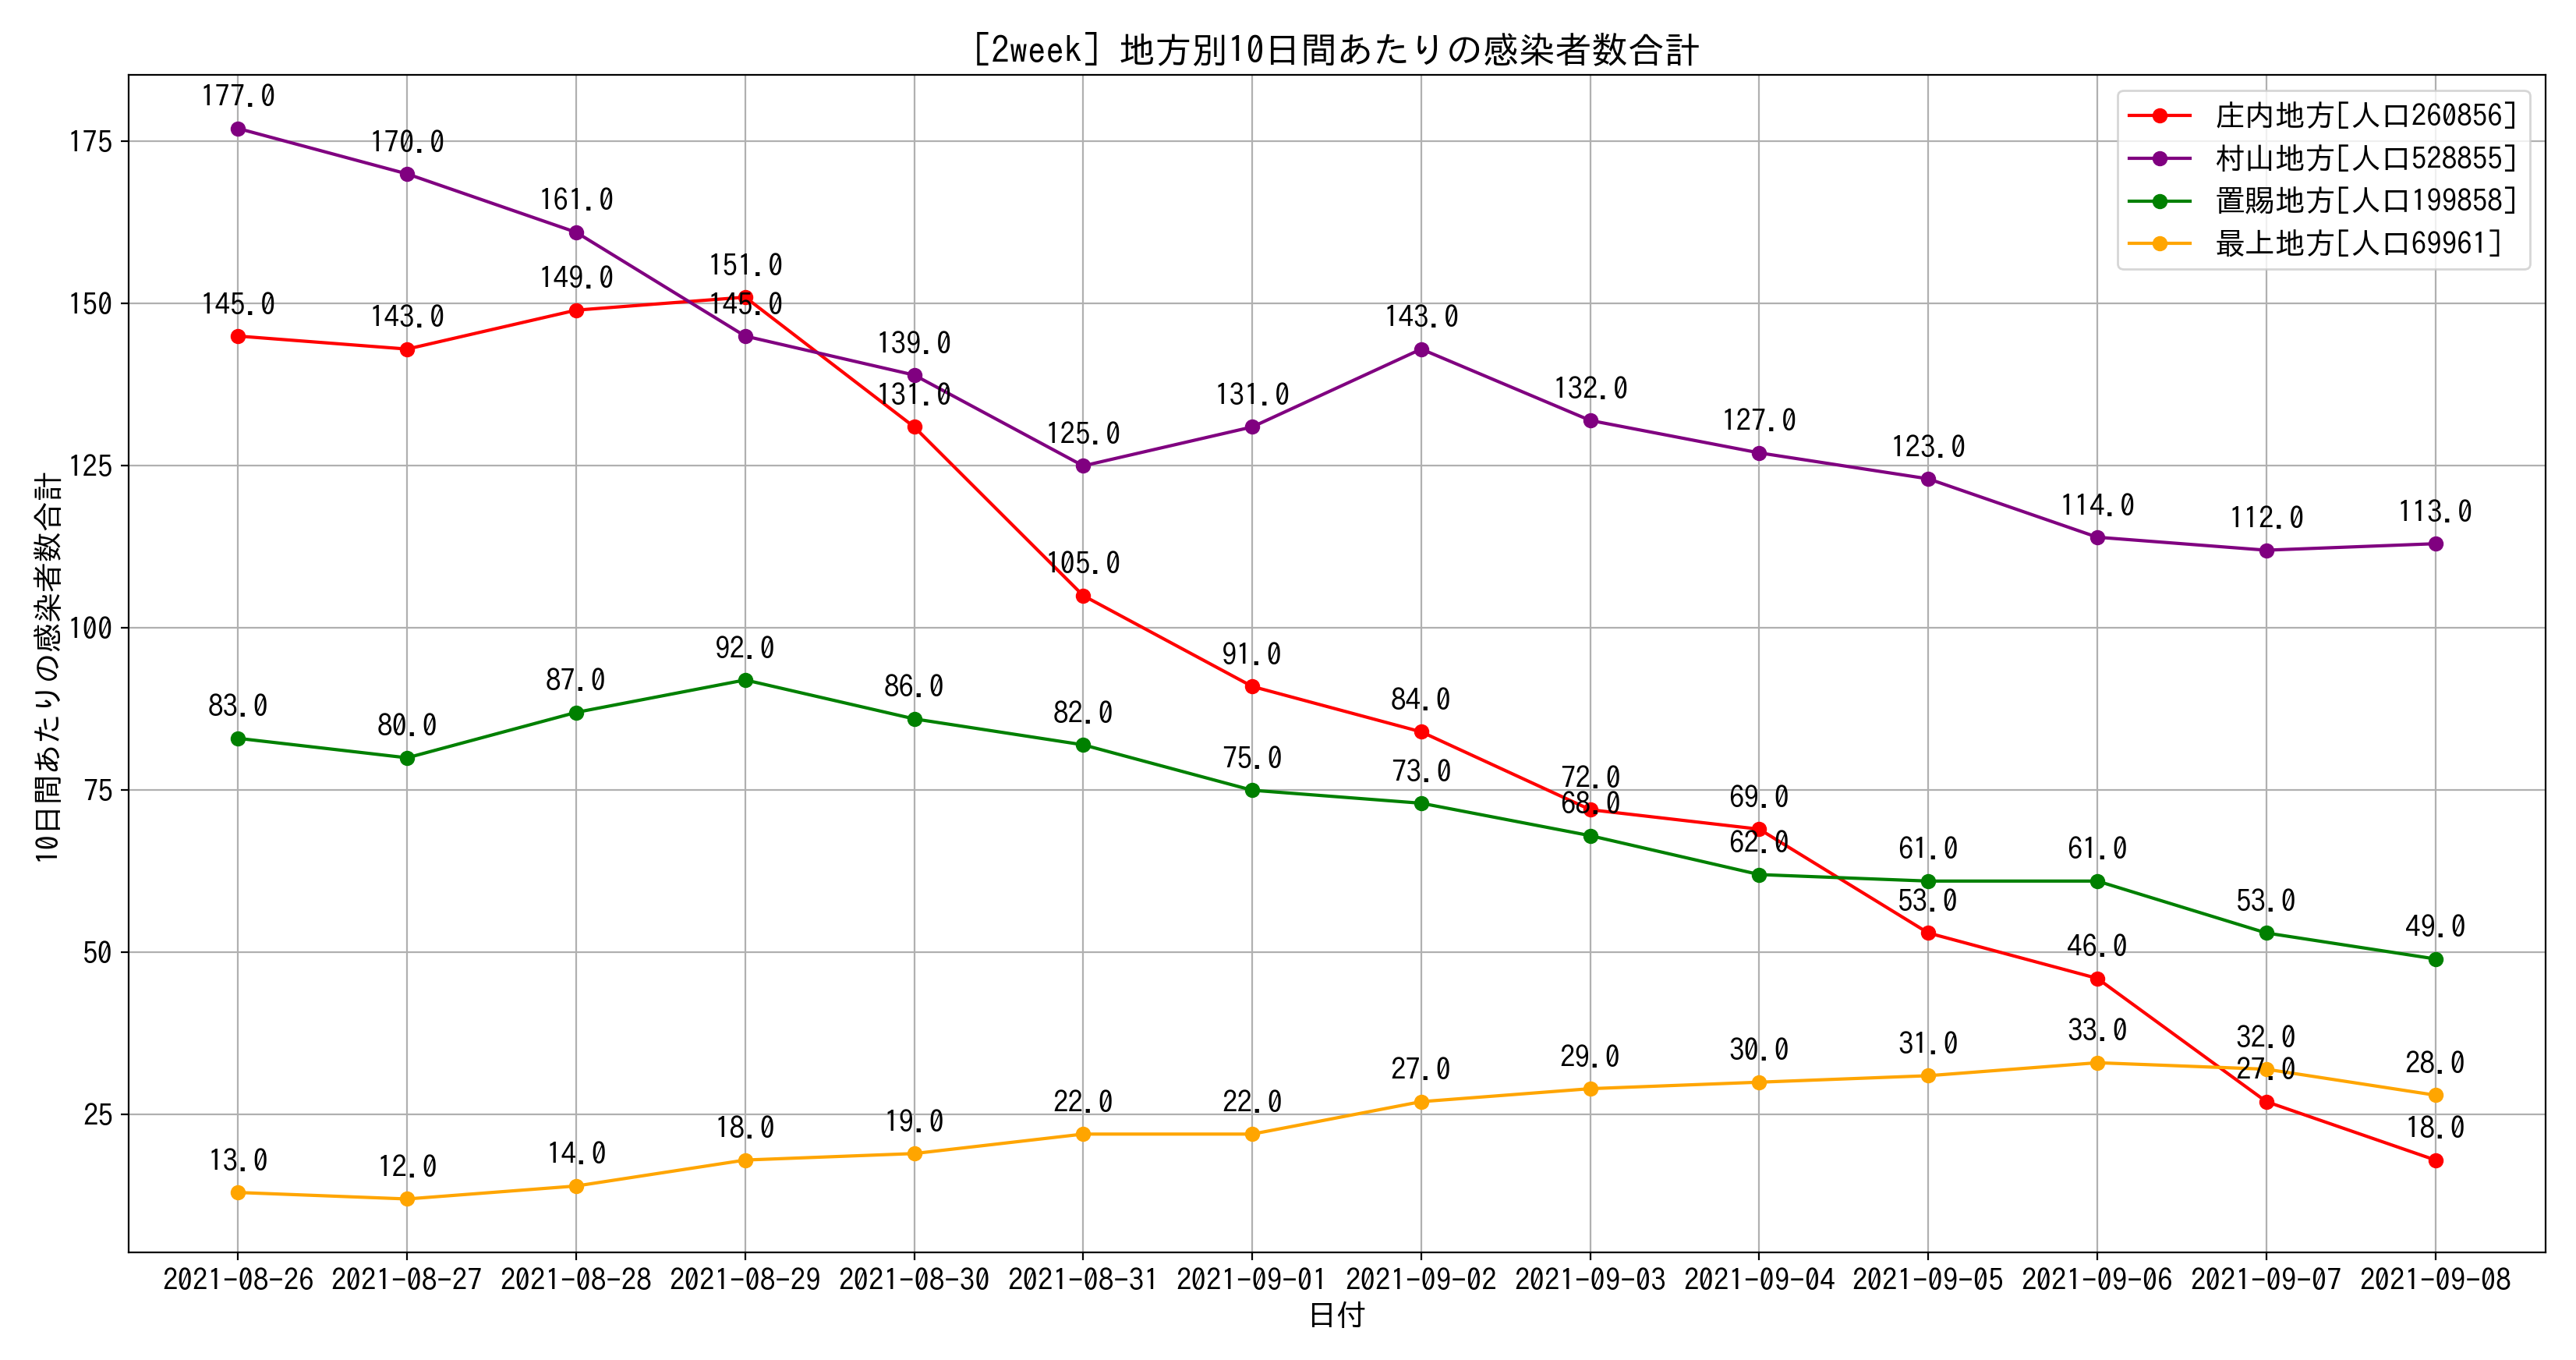 [2week] 地方別10日間あたりの感染者数合計
庄内地方[人口260856]
村山地方[人口528855]
置賜地方[人口199858]
最上地方[人口69961]
10日間あたりの感染者数合計
175
150
125
100
75
50
25
177.0 170.0 161.0 145.0 139.0 125.0 131.0 143.0 132.0 127.0 123.0 114.0 112.0 113.0
145.0 143.0 149.0 151.0 131.0 105.0 91.0 84.0 72.0 69.0 53.0 46.0 27.0 18.0
83.0 80.0 87.0 92.0 86.0 82.0 75.0 73.0 68.0 62.0 61.0 61.0 53.0 49.0
13.0 12.0 14.0 18.0 19.0 22.0 22.0 27.0 29.0 30.0 31.0 33.0 32.0 28.0
2021-08-26 2021-08-27 2021-08-28 2021-08-29 2021-08-30 2021-08-31 2021-09-01 2021-09-02 2021-09-03 2021-09-04 2021-09-05 2021-09-06 2021-09-07 2021-09-08
日付